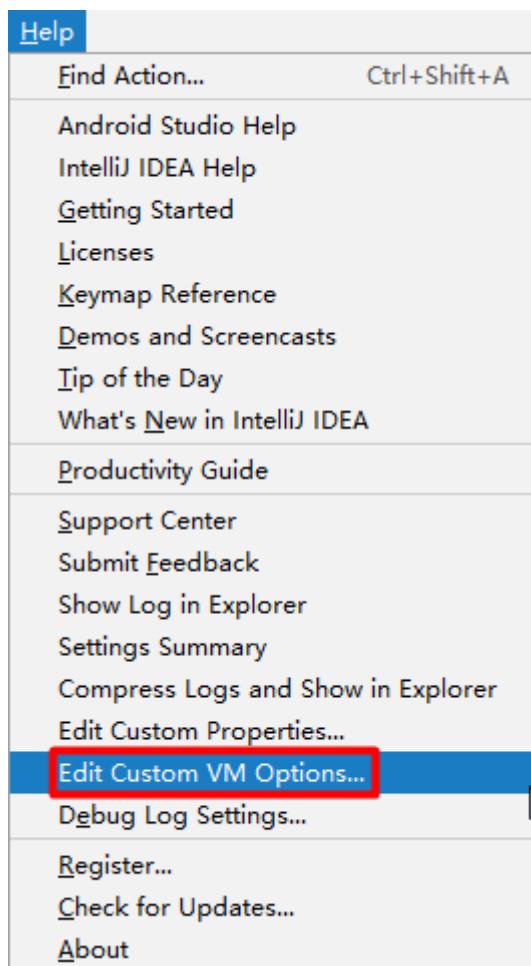 Help
Find Action... Ctrl+Shift+A
Android Studio Help
IntelliJ IDEA Help
Getting Started
Licenses
Keymap Reference
Demos and Screencasts
Tip of the Day
What's New in IntelliJ IDEA
Productivity Guide
Support Center
Submit Feedback
Show Log in Explorer
Settings Summary
Compress Logs and Show in Explorer
Edit Custom Properties...
Edit Custom VM Options...
Debug Log Settings...
Register...
Check for Updates...
About